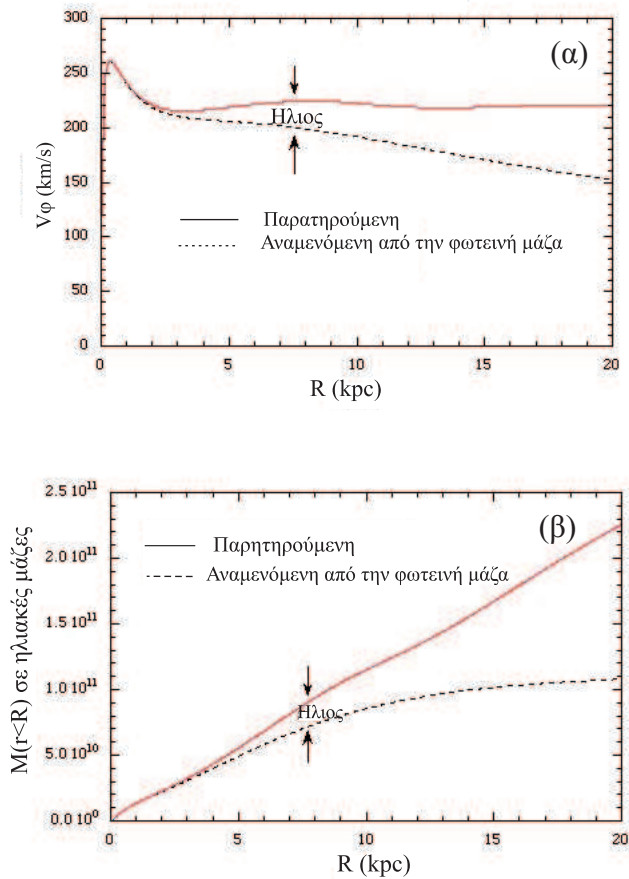 (α)
300
250
200
150
100
50
0
Vφ (km/s)
Ηλιος
Παρατηρούμενη
Αναμενόμενη από την φωτεινή μάζα
0 5 10 15 20
R (kpc)
(β)
2.5 10¹¹
2.0 10¹¹
1.5 10¹¹
1.0 10¹¹
5.0 10¹⁰
0.0 10⁰
M(r<R) σε ηλιακές μάζες
Παρητηρούμενη
Αναμενόμενη από την φωτεινή μάζα
Ηλιος
0 5 10 15 20
R (kpc)